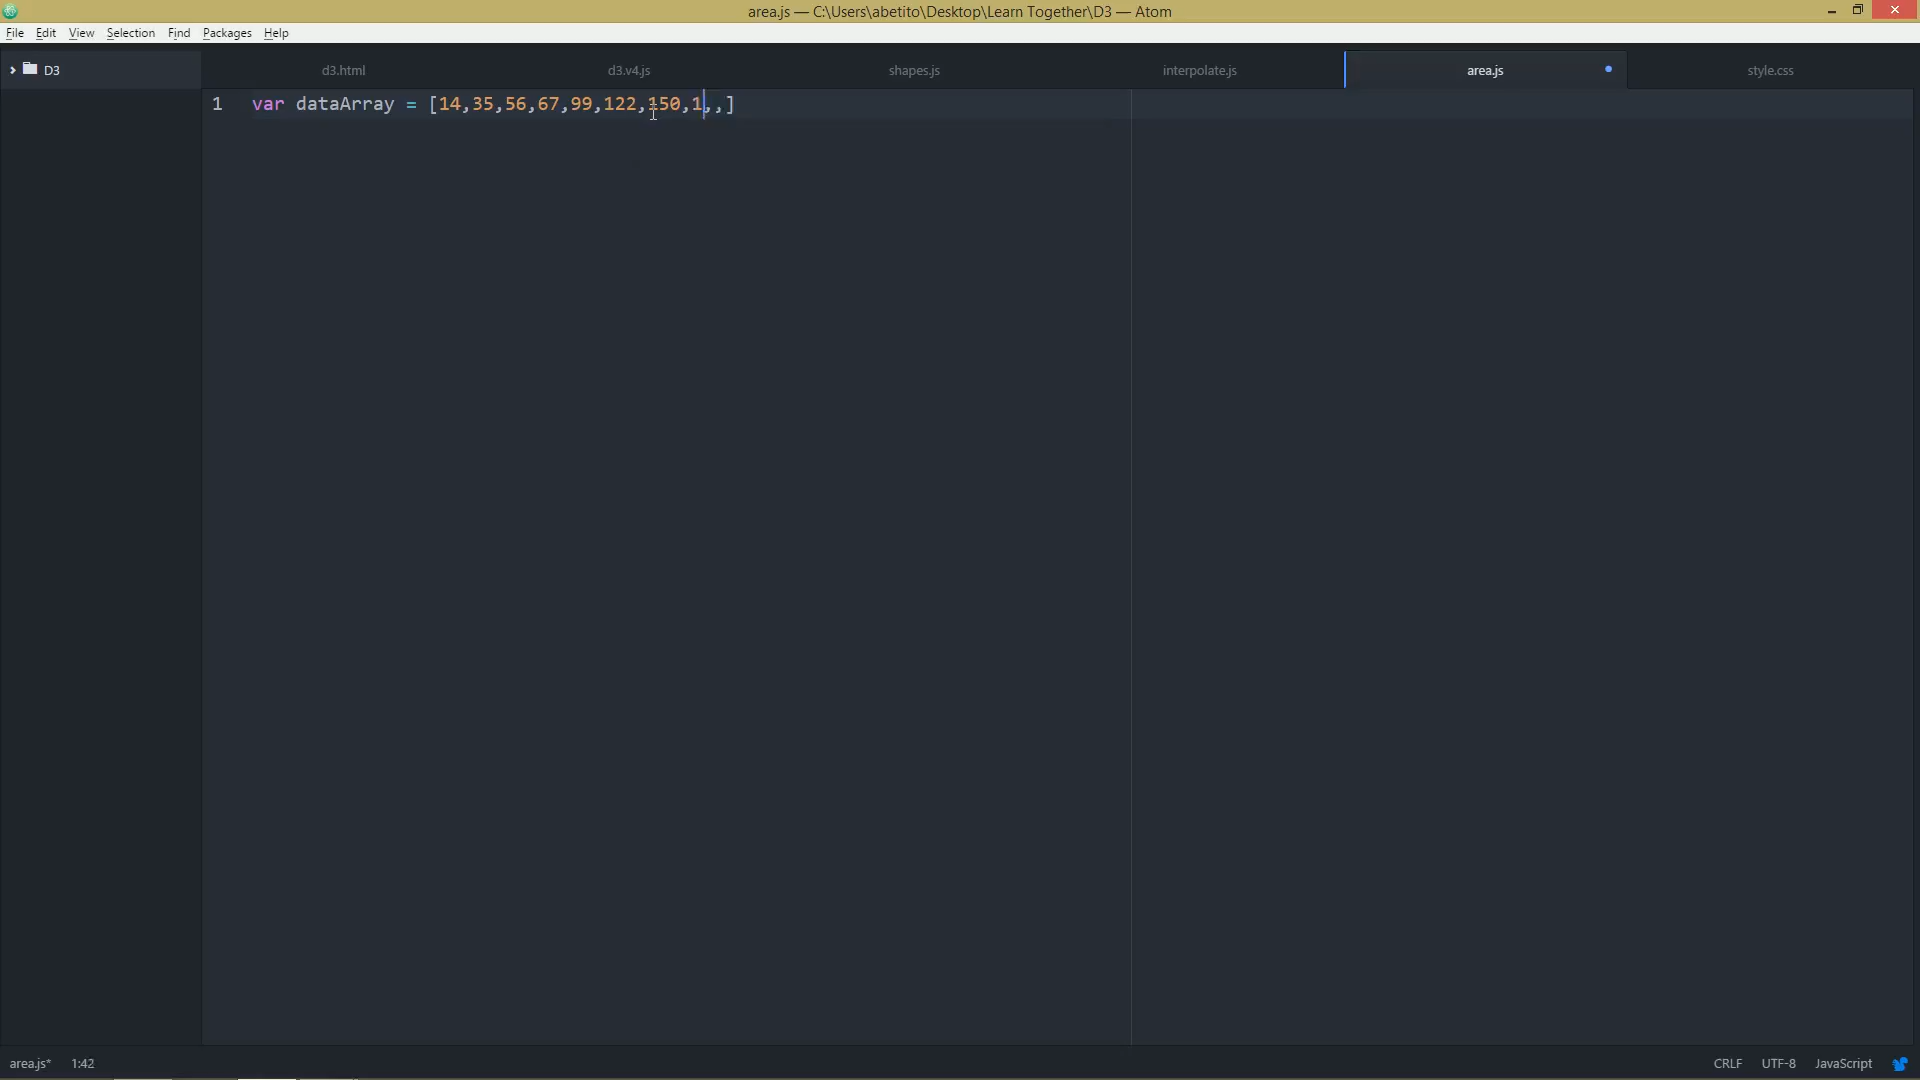 area.js — C:\Users\abetito\Desktop\Learn Together\D3 — Atom
File Edit View Selection Find Packages Help
D3
d3.html d3.v4.js shapes.js interpolate.js area.js style.css
1 var dataArray = [14,35,56,67,99,122,150,1,,,]
area.js* 1:42 CRLF UTF-8 JavaScript